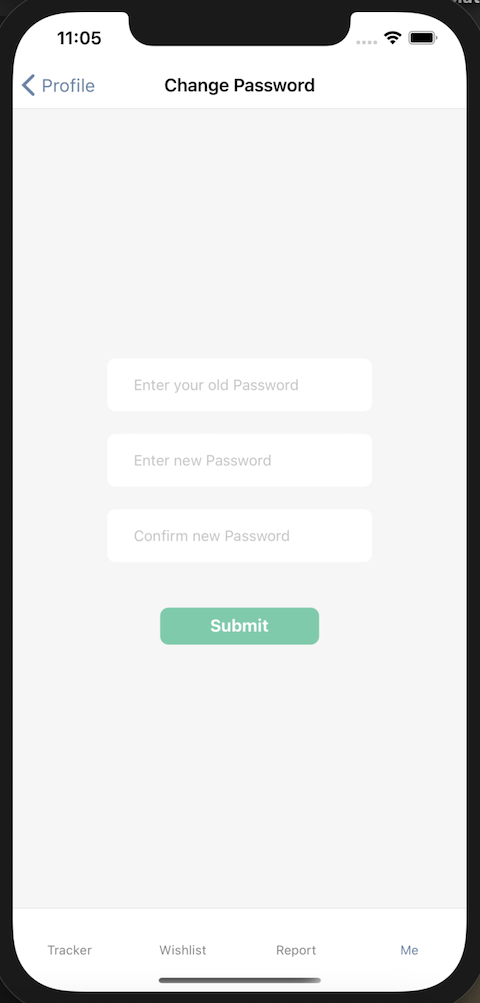 11:05
Profile
Change Password
Enter your old Password
Enter new Password
Confirm new Password
Submit
Tracker
Wishlist
Report
Me